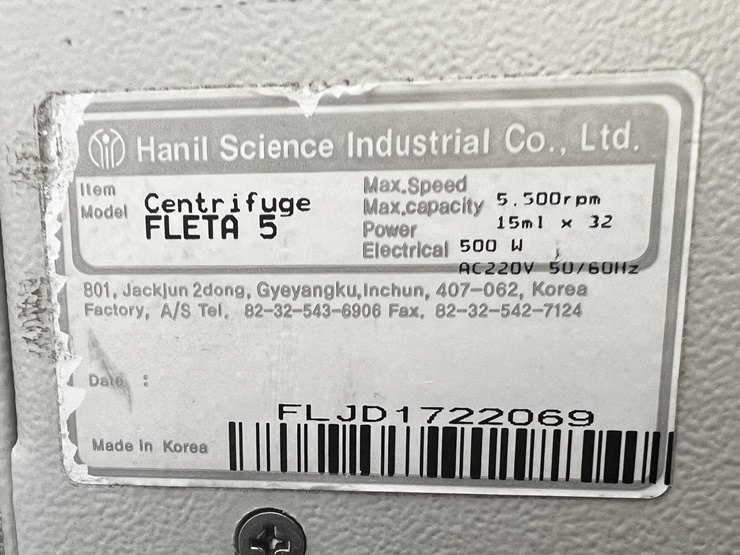 Hanil Science Industrial Co., Ltd.
Item Centrifuge
Model FLETA 5
Max.Speed 5.500rpm
Max.capacity 15ml x 32
Power 500 W
Electrical AC220V 50/60Hz
801, Jackjun 2dong, Gyeyangku,Inchun, 407-062, Korea
Factory, A/S Tel. 82-32-543-6906 Fax. 82-32-542-7124
Date :
FLJD1722069
Made In Korea